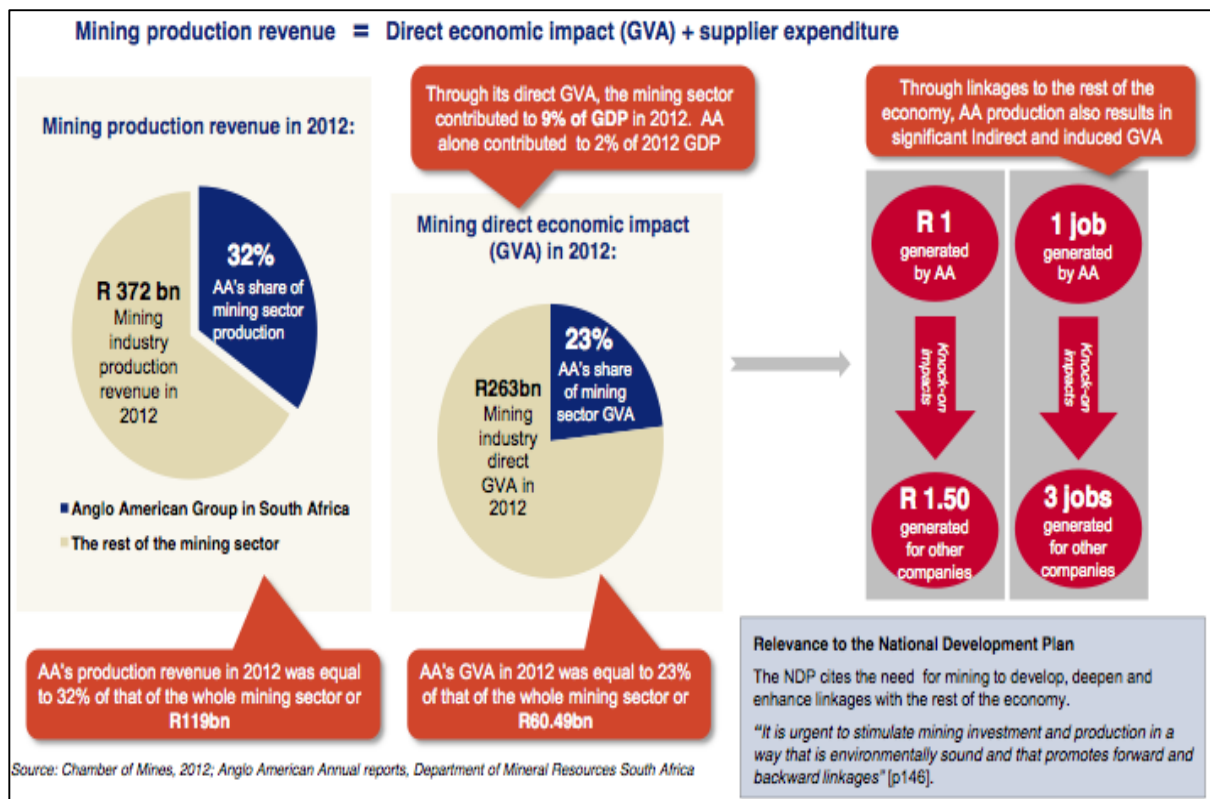 Mining production revenue = Direct economic impact (GVA) + supplier expenditure
Mining production revenue in 2012:
32%
AA's share of
mining sector
production
R 372 bn
Mining
industry
production
revenue in
2012
Anglo American Group in South Africa
The rest of the mining sector
AA's production revenue in 2012 was equal
to 32% of that of the whole mining sector or
R119bn
Through its direct GVA, the mining sector
contributed to 9% of GDP in 2012. AA
alone contributed to 2% of 2012 GDP
Mining direct economic impact
(GVA) in 2012:
23%
AA's share
of mining
sector GVA
R263bn
Mining
industry
direct
GVA in
2012
AA's GVA in 2012 was equal to 23%
of that of the whole mining sector or
R60.49bn
Through linkages to the rest of the
economy, AA production also results in
significant Indirect and induced GVA
R 1
generated
by AA
Knock-on
impacts
R 1.50
generated
for other
companies
1 job
generated
by AA
Knock-on
impacts
3 jobs
generated
for other
companies
Relevance to the National Development Plan
The NDP cites the need for mining to develop, deepen and
enhance linkages with the rest of the economy.
"It is urgent to stimulate mining investment and production in a
way that is environmentally sound and that promotes forward and
backward linkages" [p146].
Source: Chamber of Mines, 2012; Anglo American Annual reports, Department of Mineral Resources South Africa